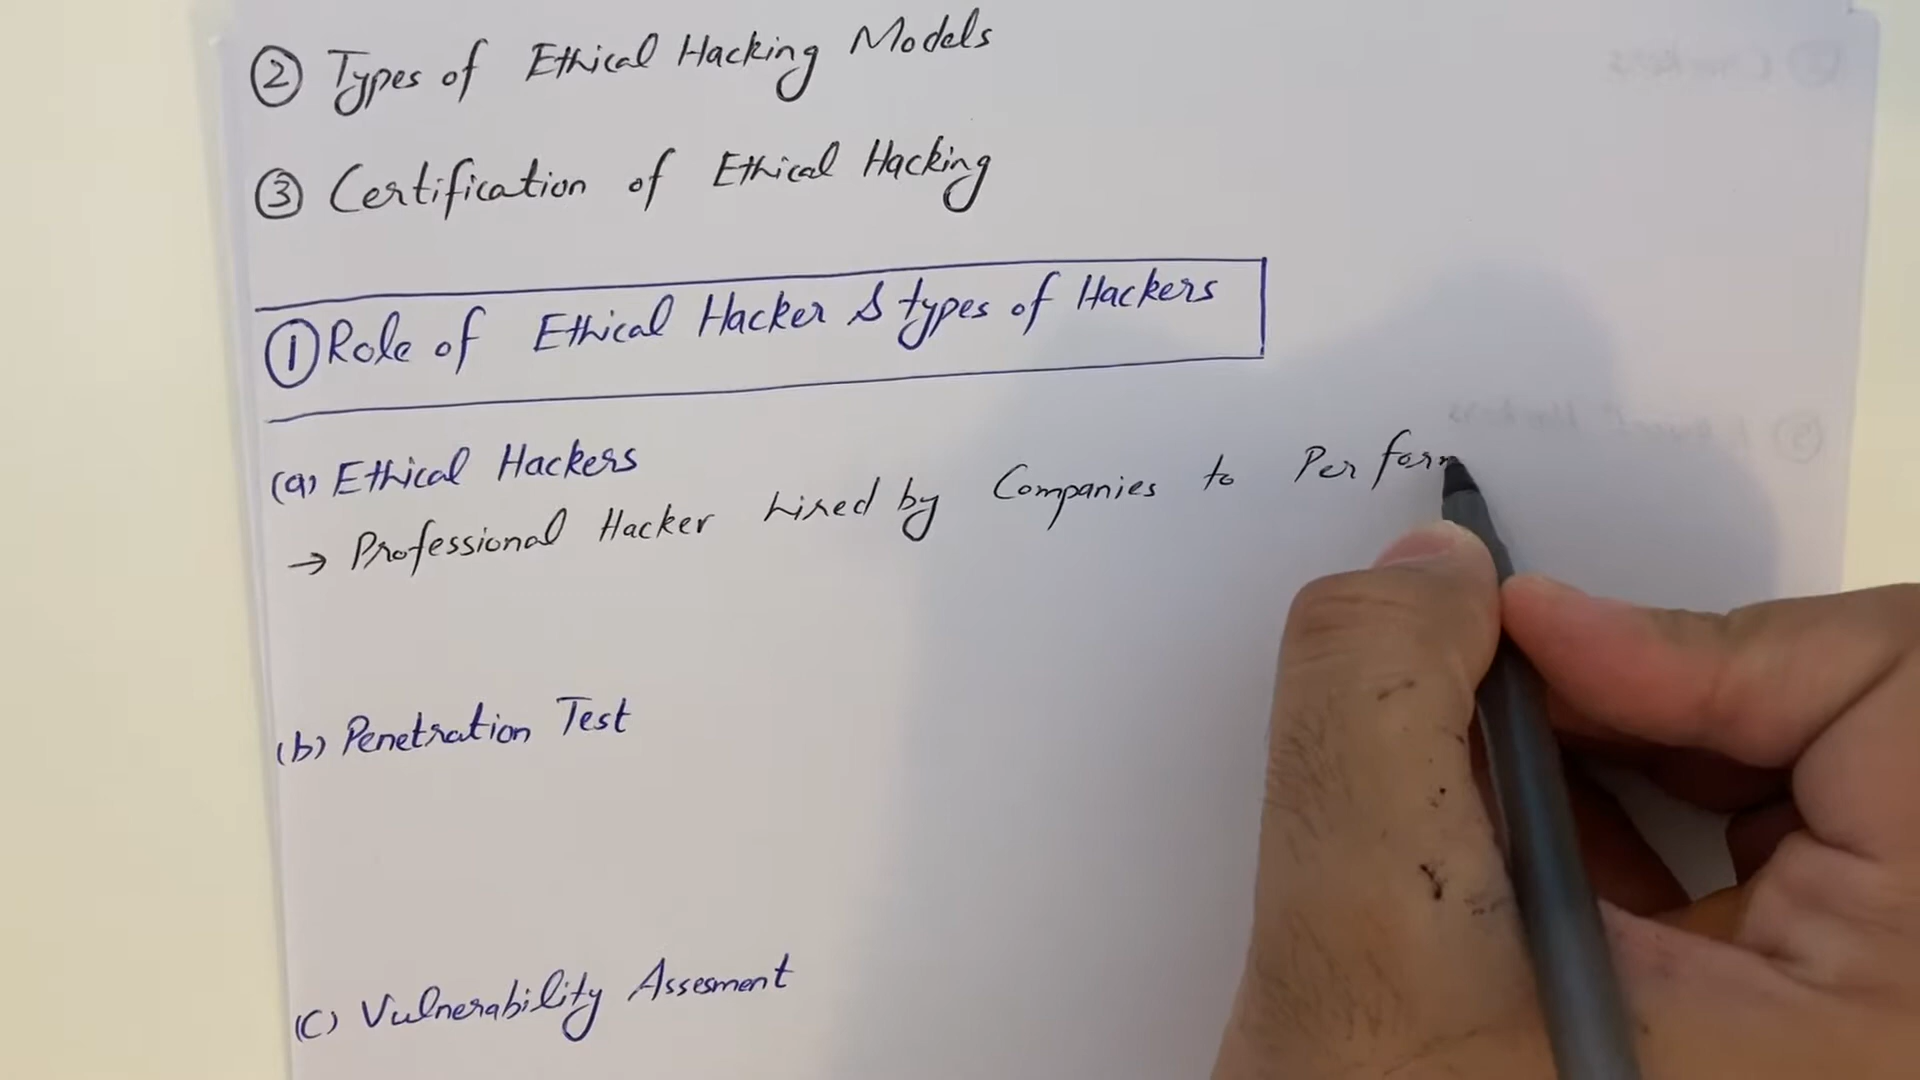 ② Types of Ethical Hacking Models
③ Certification of Ethical Hacking
① Role of Ethical Hacker & types of Hackers
(a) Ethical Hackers
→ Professional Hacker hired by Companies to Perform
(b) Penetration Test
(C) Vulnerability Assesment